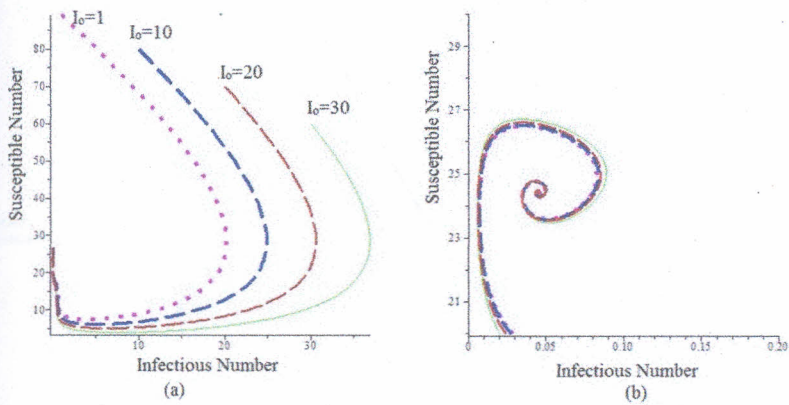 I₀=1
I₀=10
I₀=20
I₀=30
80
70
60
50
40
30
20
10
10
20
30
Susceptible Number
Infectious Number
(a)
29
27
25
23
21
0
0.05
0.10
0.15
0.20
Susceptible Number
Infectious Number
(b)